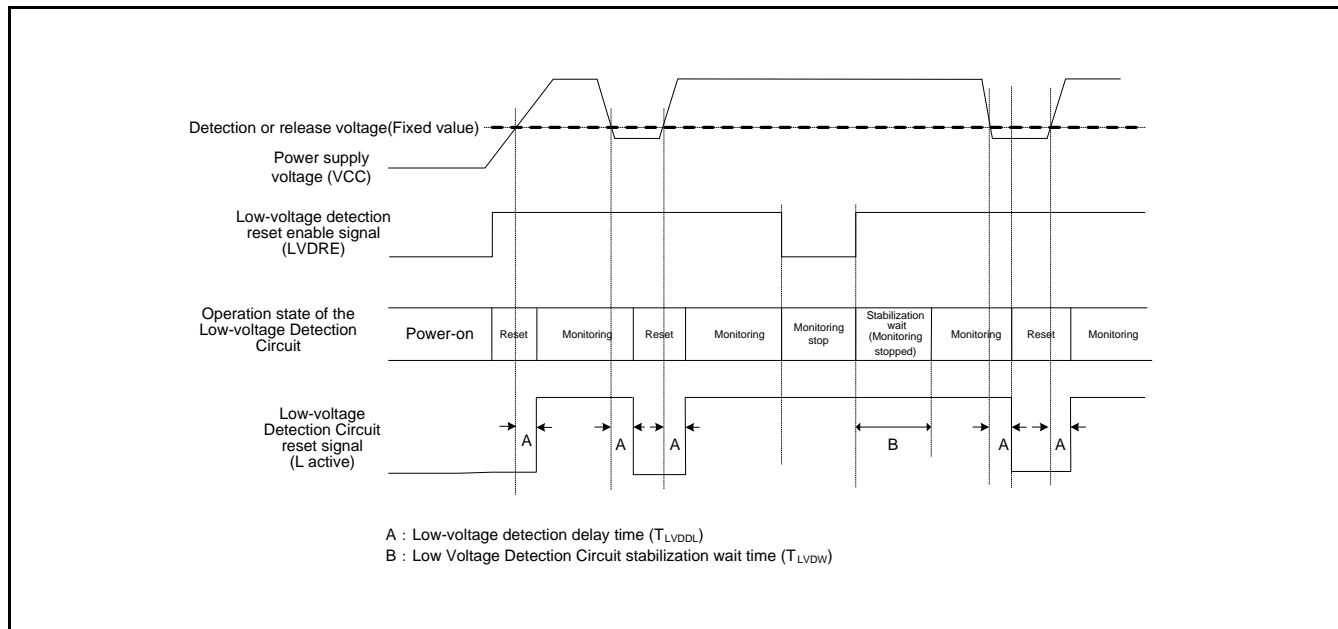 Detection or release voltage(Fixed value)
Power supply
voltage (VCC)
Low-voltage detection
reset enable signal
(LVDRE)
Operation state of the
Low-voltage Detection
Circuit
Power-on
Reset
Monitoring
Reset
Monitoring
Monitoring
stop
Stabilization
wait
(Monitoring
stopped)
Monitoring
Reset
Monitoring
Low-voltage
Detection Circuit
reset signal
(L active)
A
A
A
B
A
A
A : Low-voltage detection delay time (TLVDDL)
B : Low Voltage Detection Circuit stabilization wait time (TLVDW)